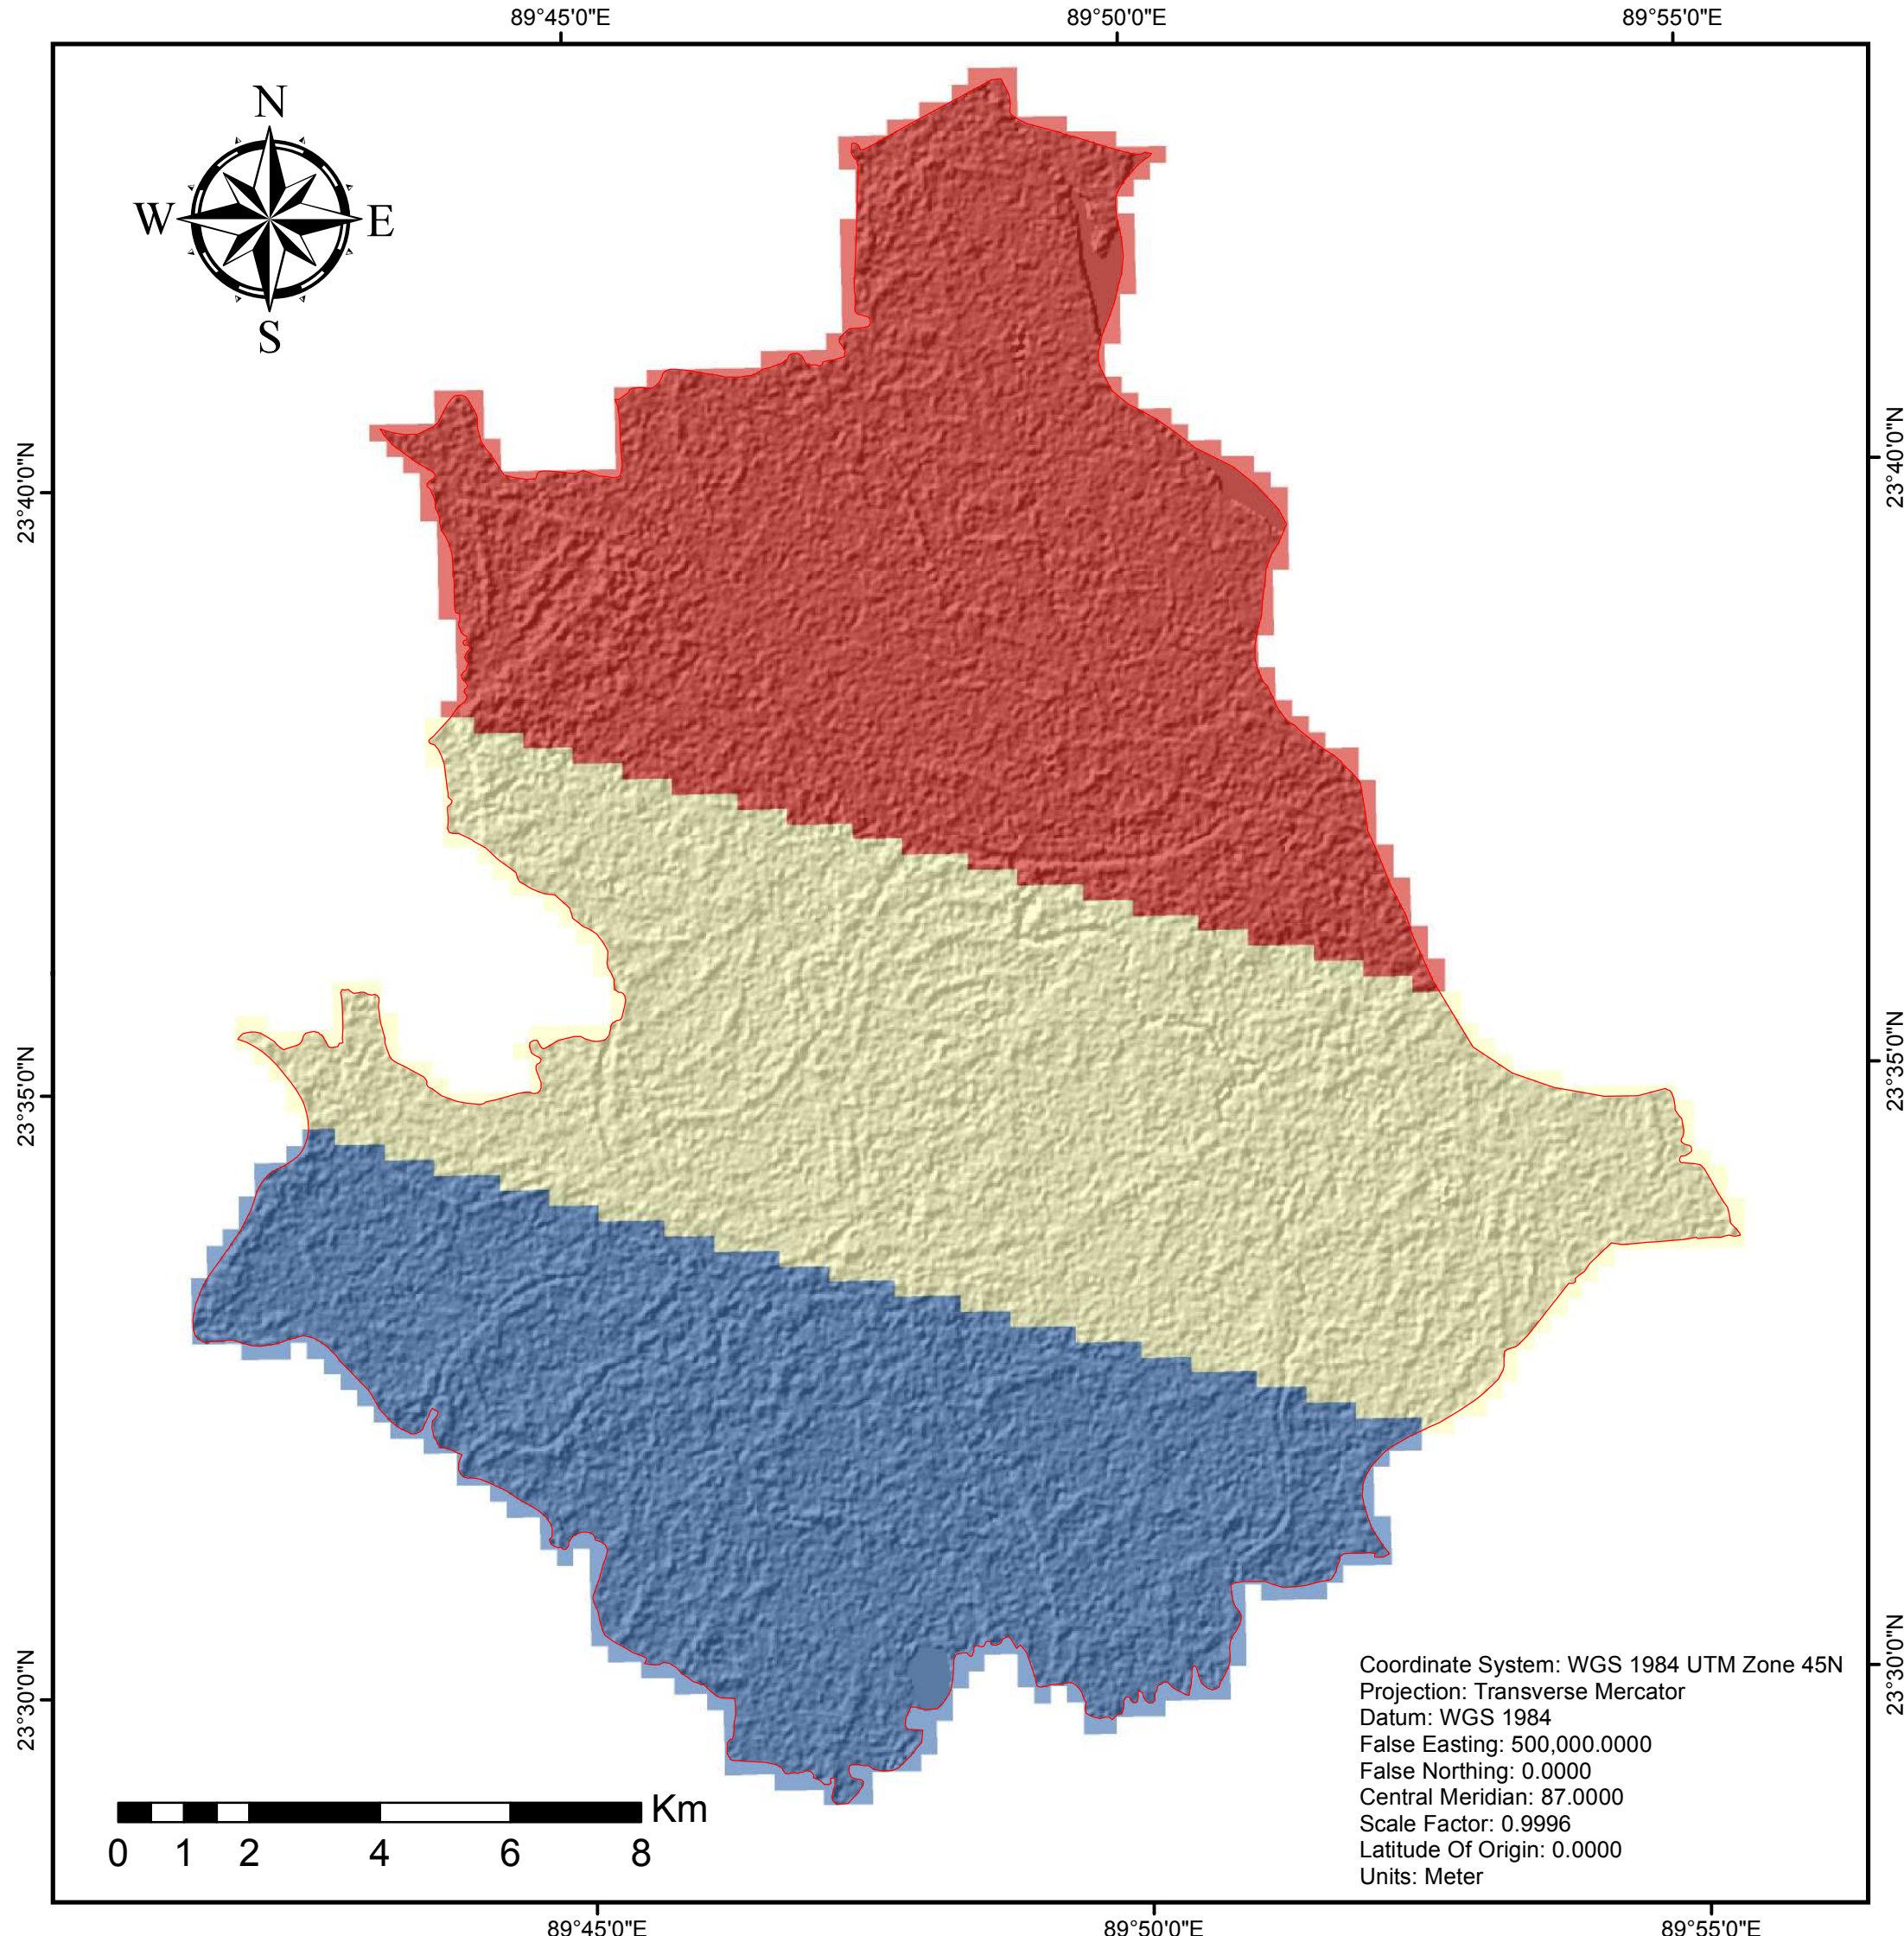 89°45'0"E 89°50'0"E 89°55'0"E
N
W E
S
23°40'0"N 23°40'0"N
23°35'0"N 23°35'0"N
23°30'0"N 23°30'0"N
Coordinate System: WGS 1984 UTM Zone 45N
Projection: Transverse Mercator
Datum: WGS 1984
False Easting: 500,000.0000
False Northing: 0.0000
Central Meridian: 87.0000
Scale Factor: 0.9996
Latitude Of Origin: 0.0000
Units: Meter
Km
0 1 2 4 6 8
89°45'0"E 89°50'0"E 89°55'0"E